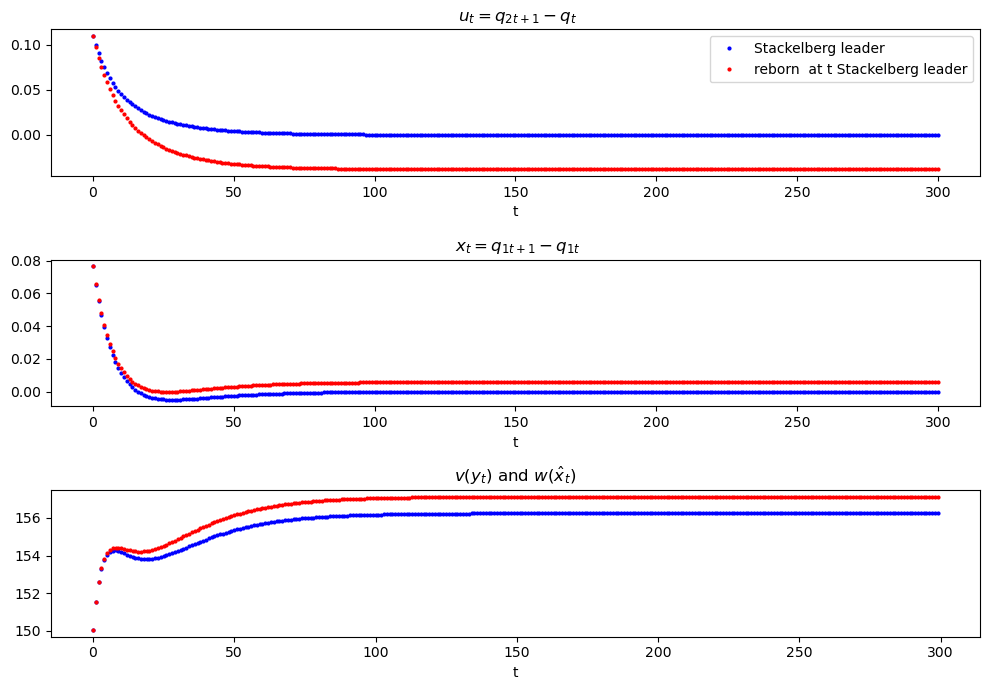 u_t = q_{2t+1} − q_t
0.10
0.05
0.00
Stackelberg leader
reborn  at t Stackelberg leader
0 50 100 150 200 250 300
t
x_t = q_{1t+1} − q_{1t}
0.08
0.06
0.04
0.02
0.00
0 50 100 150 200 250 300
t
v(y_t) and w(x̂_t)
156
154
152
150
0 50 100 150 200 250 300
t